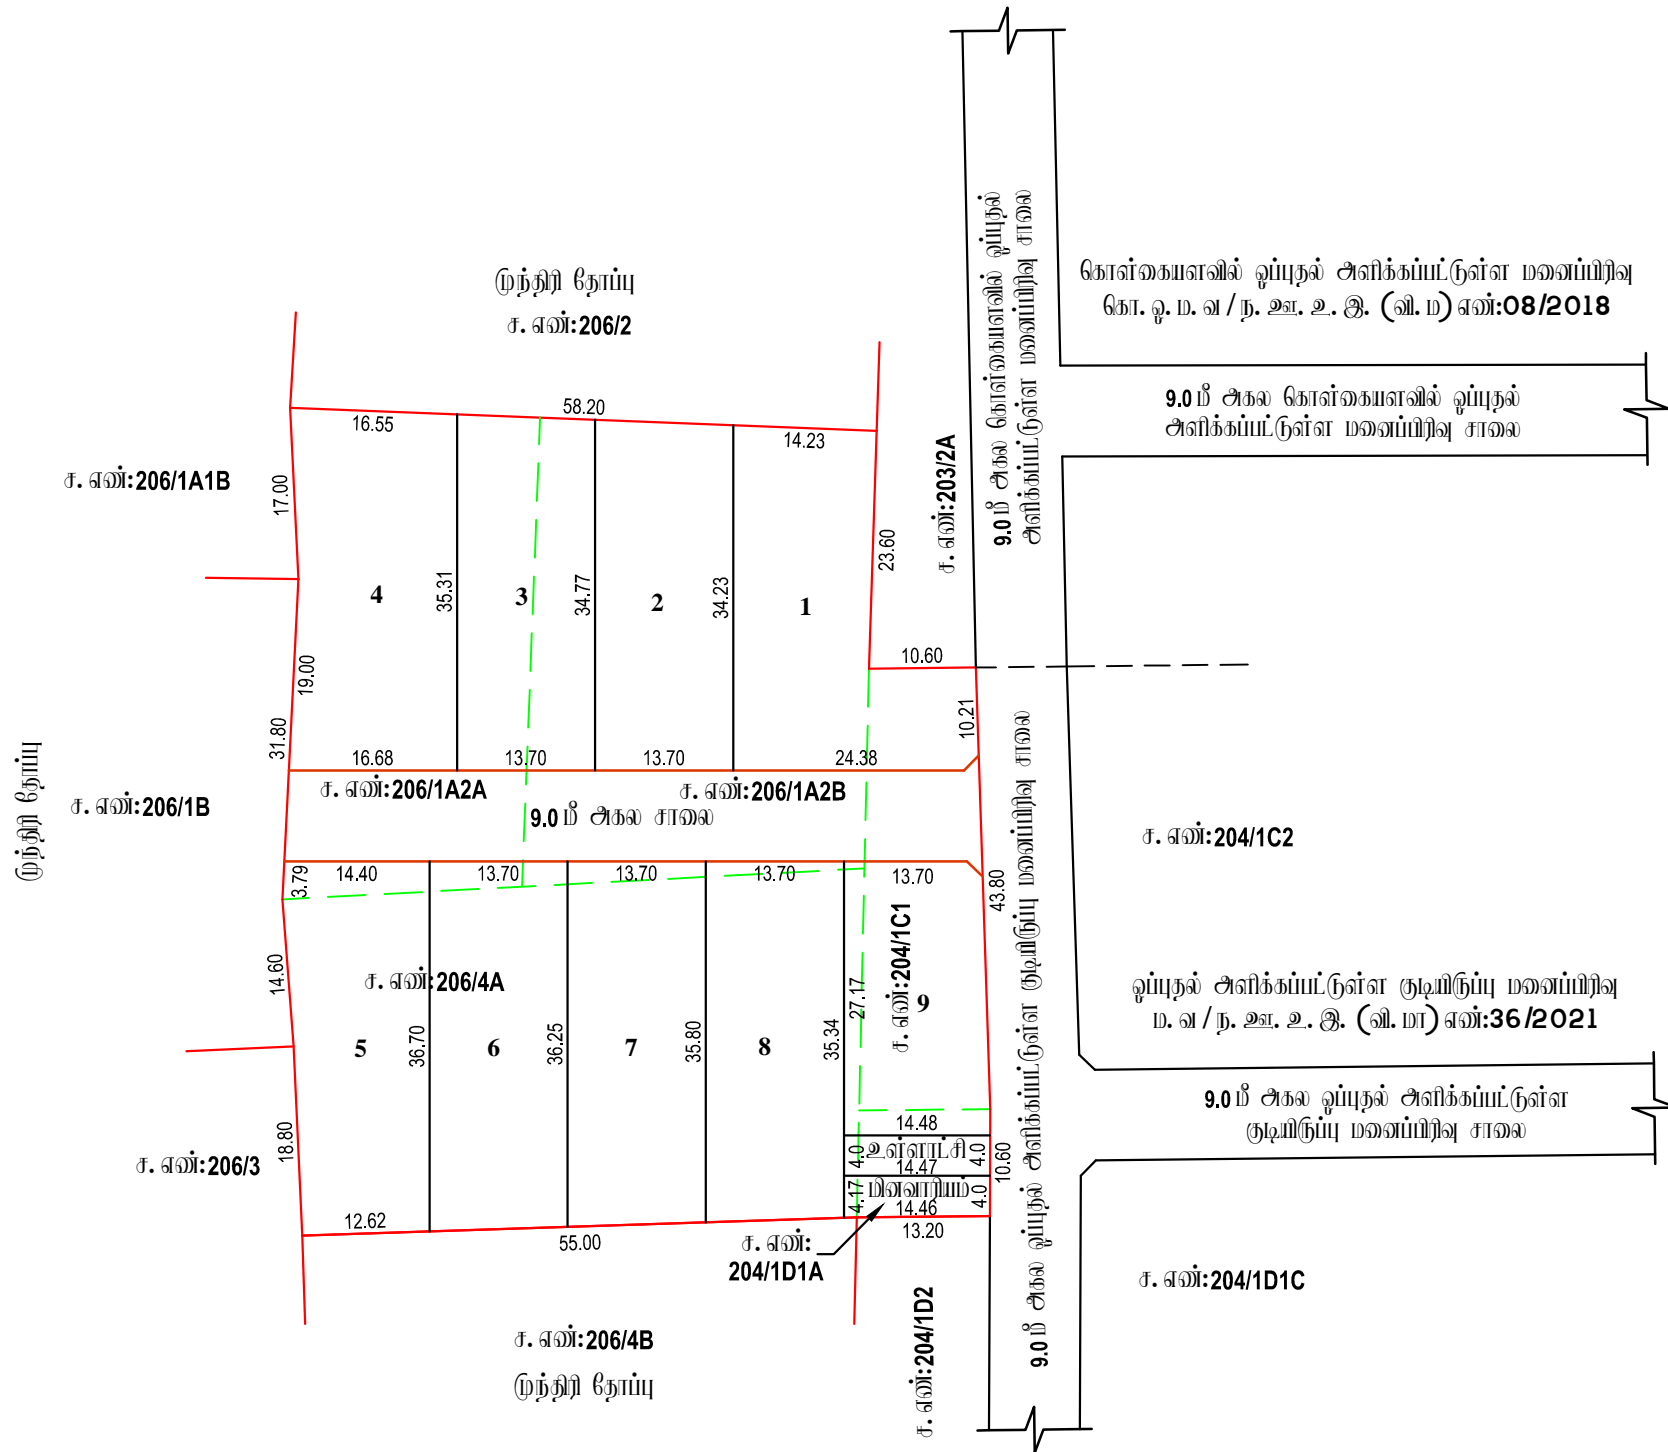 முந்திரி தோப்பு
ச. எண்:206/2
கொள்கையளவில் ஒப்புதல் அளிக்கப்பட்டுள்ள மனைப்பிரிவு
கொ. ஒ. ம. வ / ந. ஊ. உ. இ. (வி. ம) எண்:08/2018
9.0 மீ அகல கொள்கையளவில் ஒப்புதல்
அளிக்கப்பட்டுள்ள மனைப்பிரிவு சாலை
9.0 மீ அகல கொள்கையளவில் ஒப்புதல்
அளிக்கப்பட்டுள்ள மனைப்பிரிவு சாலை
58.20
16.55
14.23
ச. எண்:206/1A1B
17.00
ச. எண்:203/2A
23.60
4
35.31
3
34.77
2
34.23
1
10.60
19.00
10.21
31.80
16.68
13.70
13.70
24.38
முந்திரி தோப்பு
ச. எண்:206/1B
ச. எண்:206/1A2A
ச. எண்:206/1A2B
9.0 மீ அகல சாலை
ச. எண்:204/1C2
3.79
14.40
13.70
13.70
13.70
13.70
43.80
14.60
ச. எண்:206/4A
ச. எண்:204/1C1
27.17
9
5
36.70
6
36.25
7
35.80
8
35.34
9.0 மீ அகல ஒப்புதல் அளிக்கப்பட்டுள்ள குடியிருப்பு மனைப்பிரிவு சாலை
ஒப்புதல் அளிக்கப்பட்டுள்ள குடியிருப்பு மனைப்பிரிவு
ம. வ / ந. ஊ. உ. இ. (வி. மா) எண்:36/2021
9.0 மீ அகல ஒப்புதல் அளிக்கப்பட்டுள்ள
குடியிருப்பு மனைப்பிரிவு சாலை
14.48
18.80
4.0
உள்ளாட்சி
4.0
10.60
ச. எண்:206/3
14.47
4.17
மினவாரியம்
4.0
14.46
12.62
55.00
13.20
ச. எண்:
204/1D1A
ச. எண்:204/1D1C
ச. எண்:204/1D2
ச. எண்:206/4B
முந்திரி தோப்பு